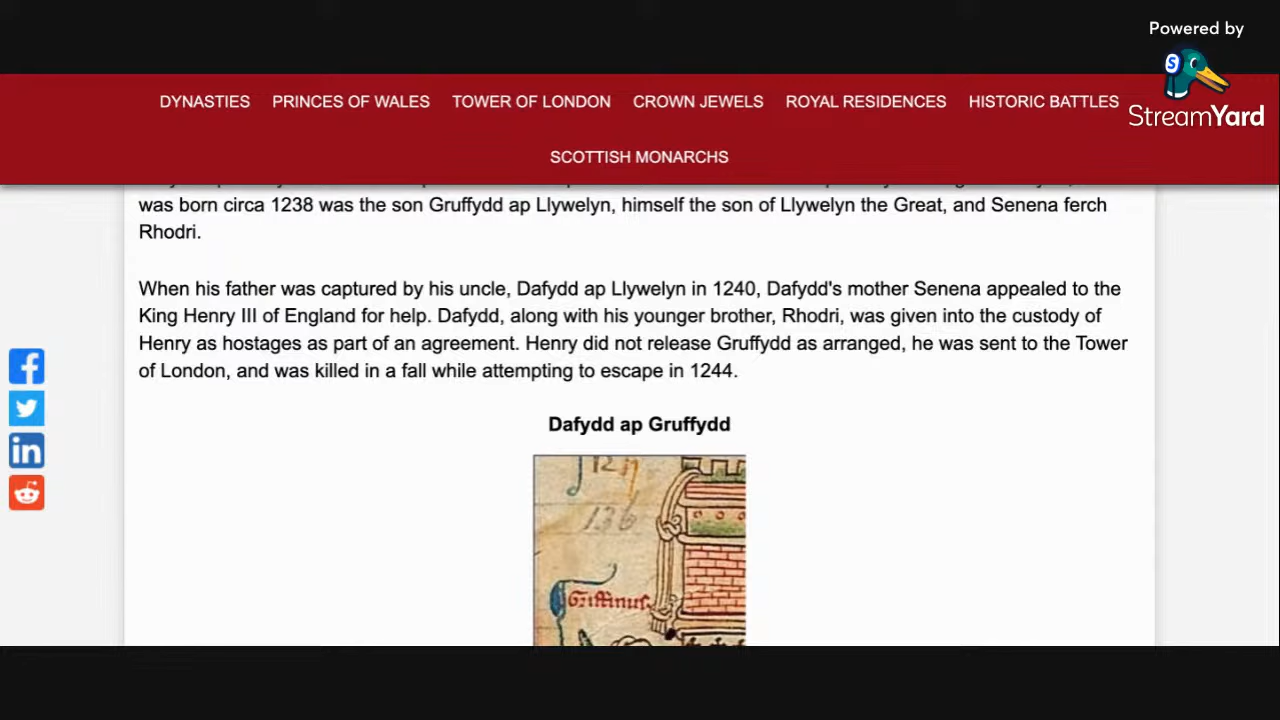 Powered by
StreamYard
DYNASTIES PRINCES OF WALES TOWER OF LONDON CROWN JEWELS ROYAL RESIDENCES HISTORIC BATTLES
SCOTTISH MONARCHS
was born circa 1238 was the son Gruffydd ap Llywelyn, himself the son of Llywelyn the Great, and Senena ferch
Rhodri.
When his father was captured by his uncle, Dafydd ap Llywelyn in 1240, Dafydd's mother Senena appealed to the
King Henry III of England for help. Dafydd, along with his younger brother, Rhodri, was given into the custody of
Henry as hostages as part of an agreement. Henry did not release Gruffydd as arranged, he was sent to the Tower
of London, and was killed in a fall while attempting to escape in 1244.
Dafydd ap Gruffydd
136
Griffinus